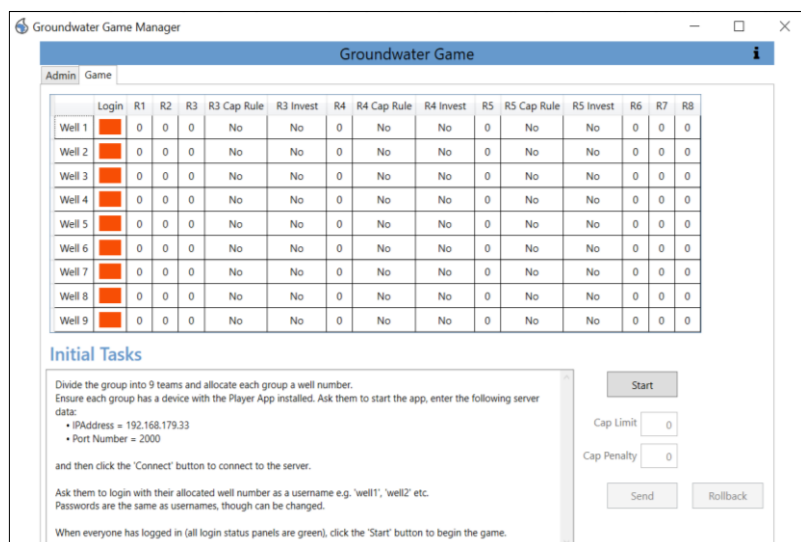 Groundwater Game Manager
Groundwater Game
i
Admin Game
Login R1 R2 R3 R3 Cap Rule R3 Invest R4 R4 Cap Rule R4 Invest R5 R5 Cap Rule R5 Invest R6 R7 R8
Well 1 0 0 0 No No 0 No No 0 No No 0 0 0
Well 2 0 0 0 No No 0 No No 0 No No 0 0 0
Well 3 0 0 0 No No 0 No No 0 No No 0 0 0
Well 4 0 0 0 No No 0 No No 0 No No 0 0 0
Well 5 0 0 0 No No 0 No No 0 No No 0 0 0
Well 6 0 0 0 No No 0 No No 0 No No 0 0 0
Well 7 0 0 0 No No 0 No No 0 No No 0 0 0
Well 8 0 0 0 No No 0 No No 0 No No 0 0 0
Well 9 0 0 0 No No 0 No No 0 No No 0 0 0
Initial Tasks
Divide the group into 9 teams and allocate each group a well number.
Ensure each group has a device with the Player App installed. Ask them to start the app, enter the following server
data:
• IPAddress = 192.168.179.33
• Port Number = 2000
and then click the 'Connect' button to connect to the server.
Ask them to login with their allocated well number as a username e.g. 'well1', 'well2' etc.
Passwords are the same as usernames, though can be changed.
When everyone has logged in (all login status panels are green), click the 'Start' button to begin the game.
Start
Cap Limit 0
Cap Penalty 0
Send Rollback